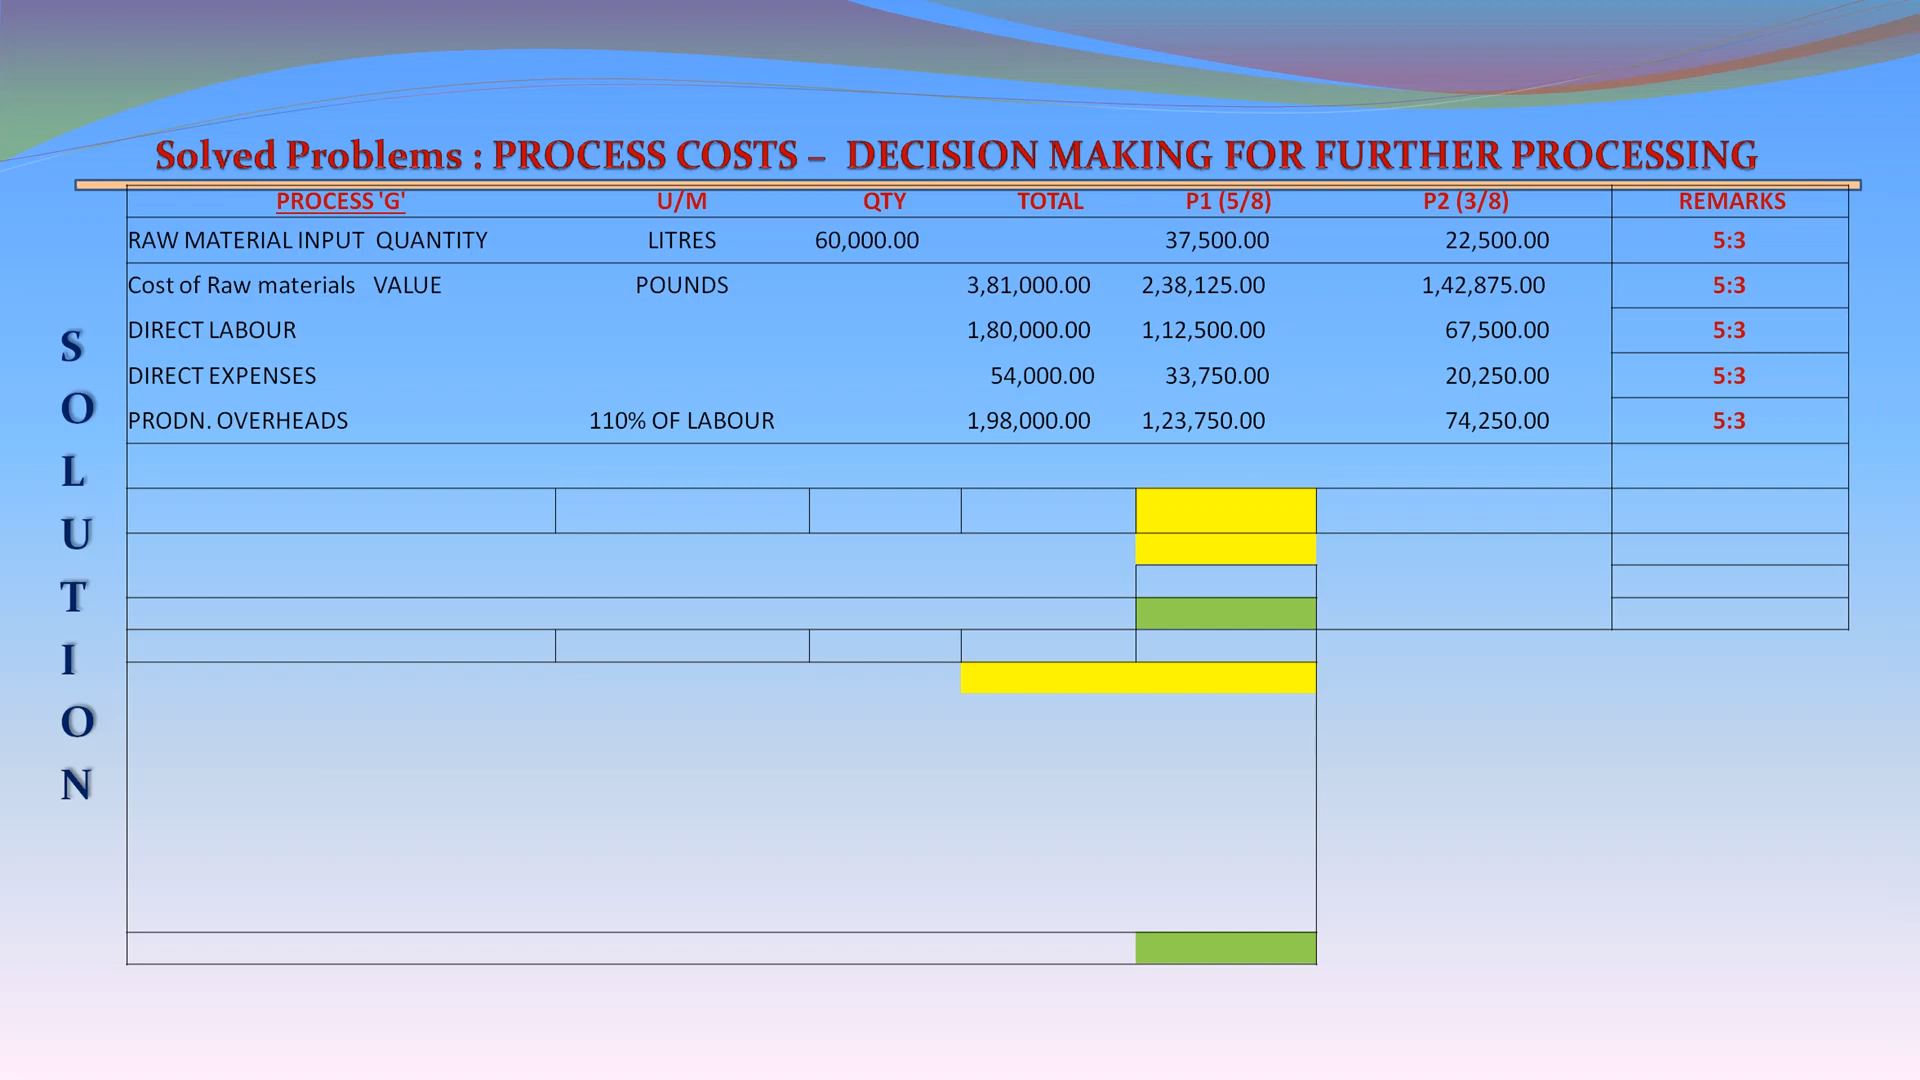 Solved Problems : PROCESS COSTS – DECISION MAKING FOR FURTHER PROCESSING
PROCESS 'G' U/M QTY TOTAL P1 (5/8) P2 (3/8) REMARKS
RAW MATERIAL INPUT QUANTITY LITRES 60,000.00 37,500.00 22,500.00 5:3
Cost of Raw materials VALUE POUNDS 3,81,000.00 2,38,125.00 1,42,875.00 5:3
DIRECT LABOUR 1,80,000.00 1,12,500.00 67,500.00 5:3
DIRECT EXPENSES 54,000.00 33,750.00 20,250.00 5:3
PRODN. OVERHEADS 110% OF LABOUR 1,98,000.00 1,23,750.00 74,250.00 5:3
S
O
L
U
T
I
O
N